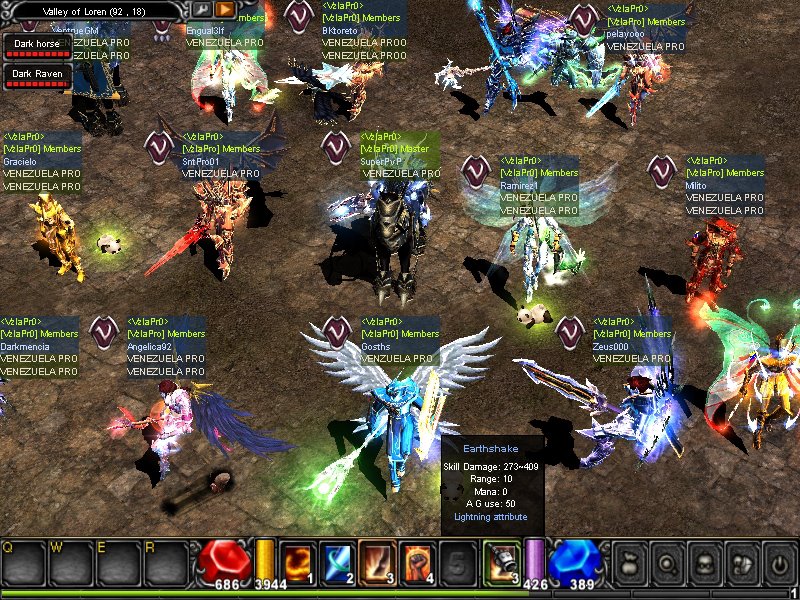 Valley of Loren (92 , 18)
Dark horse
Dark Raven
VentrueGM
VENEZUELA PRO
VENEZUELA PRO
Members
Engual3lf
VENEZUELA PRO
<VzlaPr0>
[VzlaPr0] Members
BKtoreto
VENEZUELA PROO
VENEZUELA PROO
<VzlaPr0>
[VzlaPr0] Members
pelayooo
VENEZUELA PRO
<VzlaPr0>
[VzlaPr0] Members
Gracielo
VENEZUELA PRO
VENEZUELA PRO
<VzlaPr0>
[VzlaPr0] Members
SntPro01
VENEZUELA PRO
<VzlaPr0>
[VzlaPr0] Master
SuperPvP
VENEZUELA PRO
<VzlaPr0>
[VzlaPr0] Members
Ramirez1
VENEZUELA PRO
VENEZUELA PRO
<VzlaPr0>
[VzlaPr0] Members
Milito
VENEZUELA PRO
VENEZUELA PRO
<VzlaPr0>
[VzlaPr0] Members
Darkmencia
VENEZUELA PRO
VENEZUELA PRO
<VzlaPr0>
[VzlaPro] Members
Angelica92
VENEZUELA PRO
VENEZUELA PRO
<VzlaPr0>
[VzlaPr0] Members
Gosths
VENEZUELA PRO
<VzlaPr0>
[VzlaPr0] Members
Zeus000
VENEZUELA PRO
Earthshake
Skill Damage: 273~409
Range: 10
Mana: 0
A G use: 50
Lightning attribute
Q W E R
686 3944 1 2 3 4 5 3 426 389
1